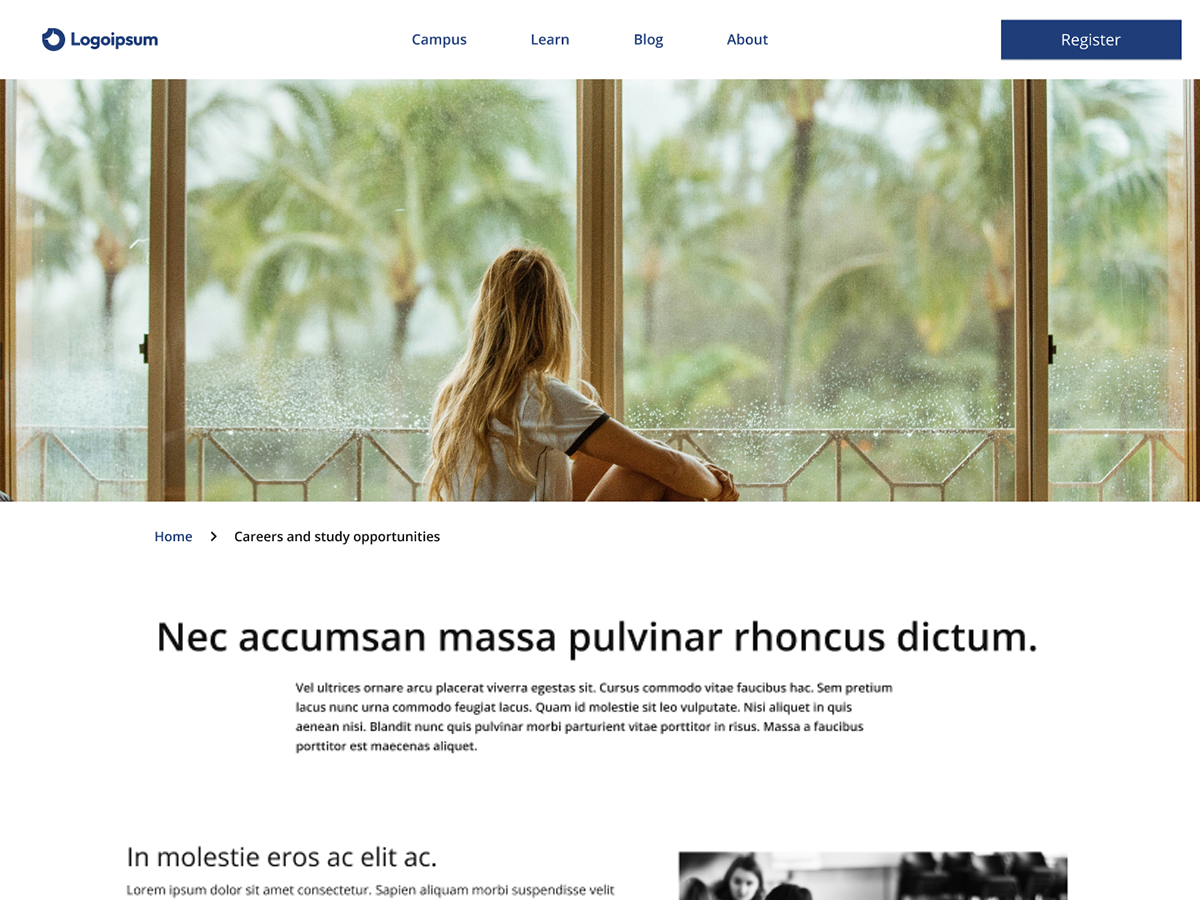 Logoipsum
Campus Learn Blog About
Register
Home > Careers and study opportunities
Nec accumsan massa pulvinar rhoncus dictum.
Vel ultrices ornare arcu placerat viverra egestas sit. Cursus commodo vitae faucibus hac. Sem pretium
lacus nunc urna commodo feugiat lacus. Quam id molestie sit leo vulputate. Nisi aliquet in quis
aenean nisi. Blandit nunc quis pulvinar morbi parturient vitae porttitor in risus. Massa a faucibus
porttitor est maecenas aliquet.
In molestie eros ac elit ac.
Lorem ipsum dolor sit amet consectetur. Sapien aliquam morbi suspendisse velit